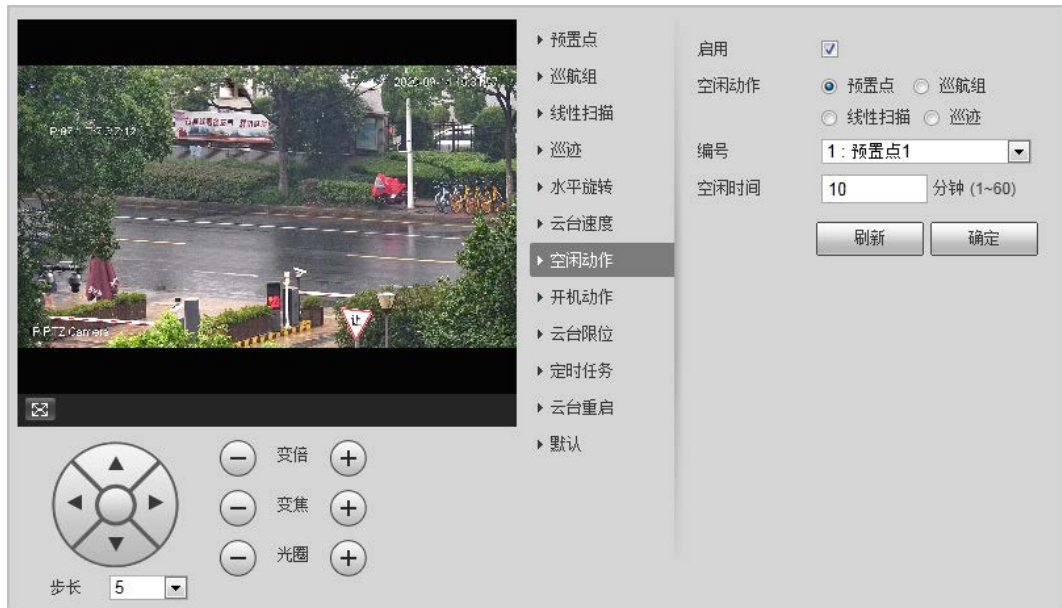 预置点
巡航组
线性扫描
巡迹
水平旋转
云台速度
空闲动作
开机动作
云台限位
定时任务
云台重启
默认
启用
空闲动作 预置点 巡航组
线性扫描 巡迹
编号 1 : 预置点1
空闲时间 10 分钟 (1~60)
刷新 确定
让
PTZ Camera
变倍
变焦
光圈
步长 5